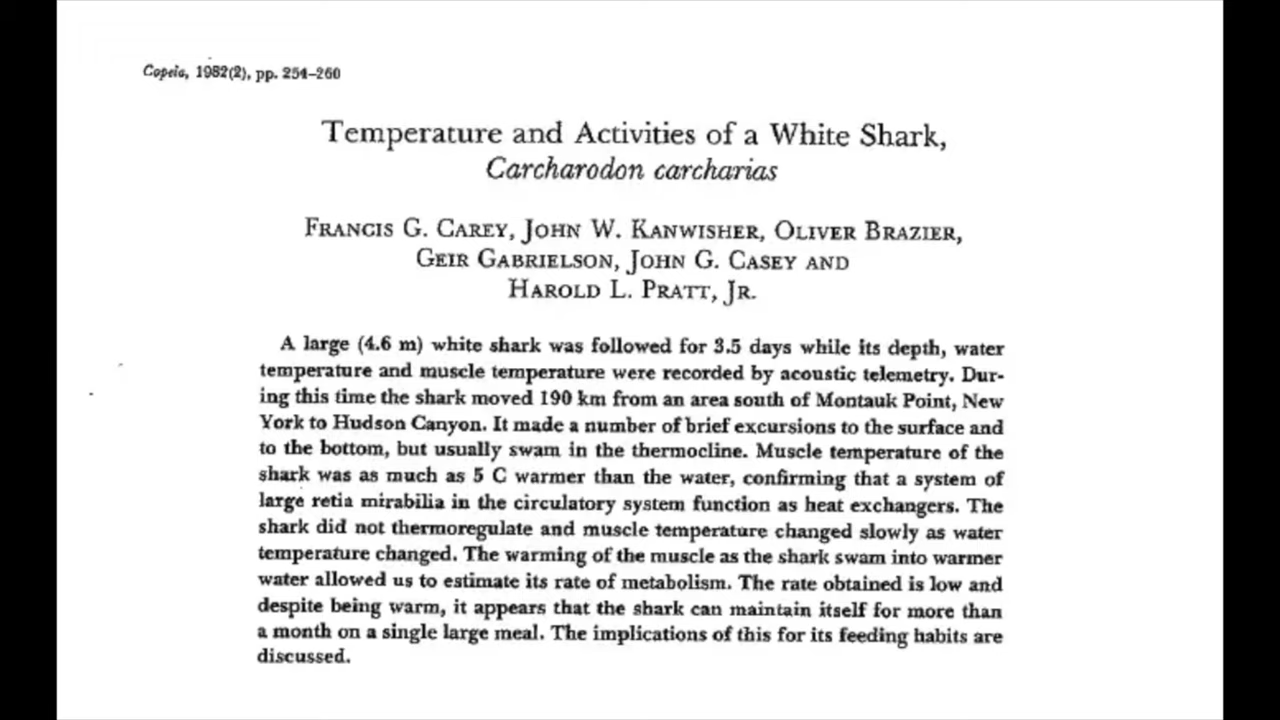 Copeia, 1982(2), pp. 254–260
Temperature and Activities of a White Shark,
Carcharodon carcharias
FRANCIS G. CAREY, JOHN W. KANWISHER, OLIVER BRAZIER,
GEIR GABRIELSON, JOHN G. CASEY AND
HAROLD L. PRATT, JR.
A large (4.6 m) white shark was followed for 3.5 days while its depth, water
temperature and muscle temperature were recorded by acoustic telemetry. Dur-
ing this time the shark moved 190 km from an area south of Montauk Point, New
York to Hudson Canyon. It made a number of brief excursions to the surface and
to the bottom, but usually swam in the thermocline. Muscle temperature of the
shark was as much as 5 C warmer than the water, confirming that a system of
large retia mirabilia in the circulatory system function as heat exchangers. The
shark did not thermoregulate and muscle temperature changed slowly as water
temperature changed. The warming of the muscle as the shark swam into warmer
water allowed us to estimate its rate of metabolism. The rate obtained is low and
despite being warm, it appears that the shark can maintain itself for more than
a month on a single large meal. The implications of this for its feeding habits are
discussed.